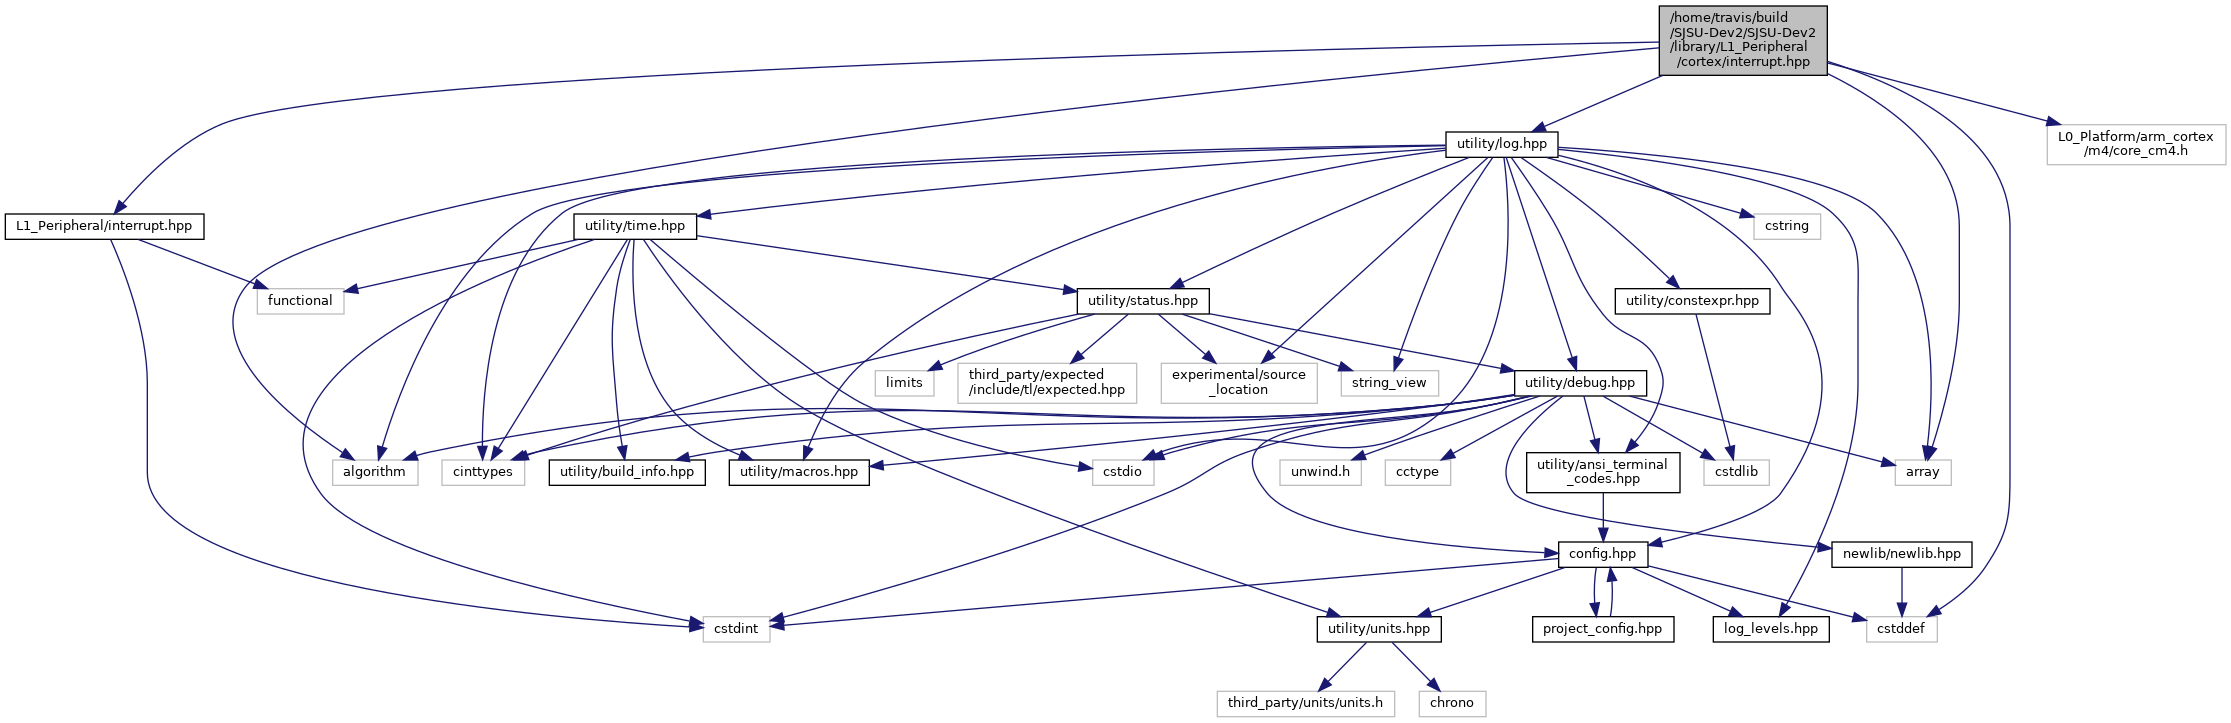 /home/travis/build
/SJSU-Dev2/SJSU-Dev2
/library/L1_Peripheral
/cortex/interrupt.hpp
L0_Platform/arm_cortex
/m4/core_cm4.h
utility/log.hpp
L1_Peripheral/interrupt.hpp
utility/time.hpp
cstring
functional
utility/status.hpp
utility/constexpr.hpp
limits
third_party/expected
/include/tl/expected.hpp
experimental/source
_location
string_view
utility/debug.hpp
algorithm
cinttypes
utility/build_info.hpp
utility/macros.hpp
cstdio
unwind.h
cctype
utility/ansi_terminal
_codes.hpp
cstdlib
array
config.hpp
newlib/newlib.hpp
cstdint
utility/units.hpp
project_config.hpp
log_levels.hpp
cstddef
third_party/units/units.h
chrono